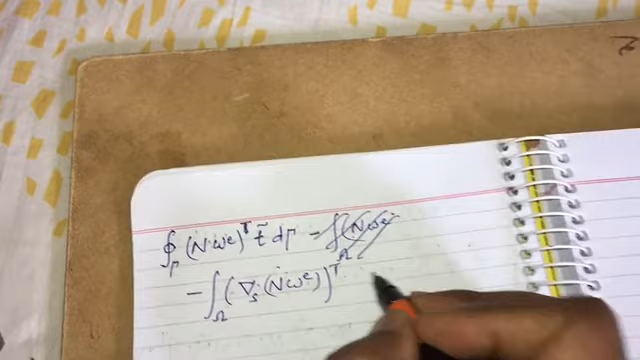 ∮_Γ (N w^e)^T t̃ dΓ − ∫_Ω (N w^e
− ∫_Ω (∇_s (N w^e))^T